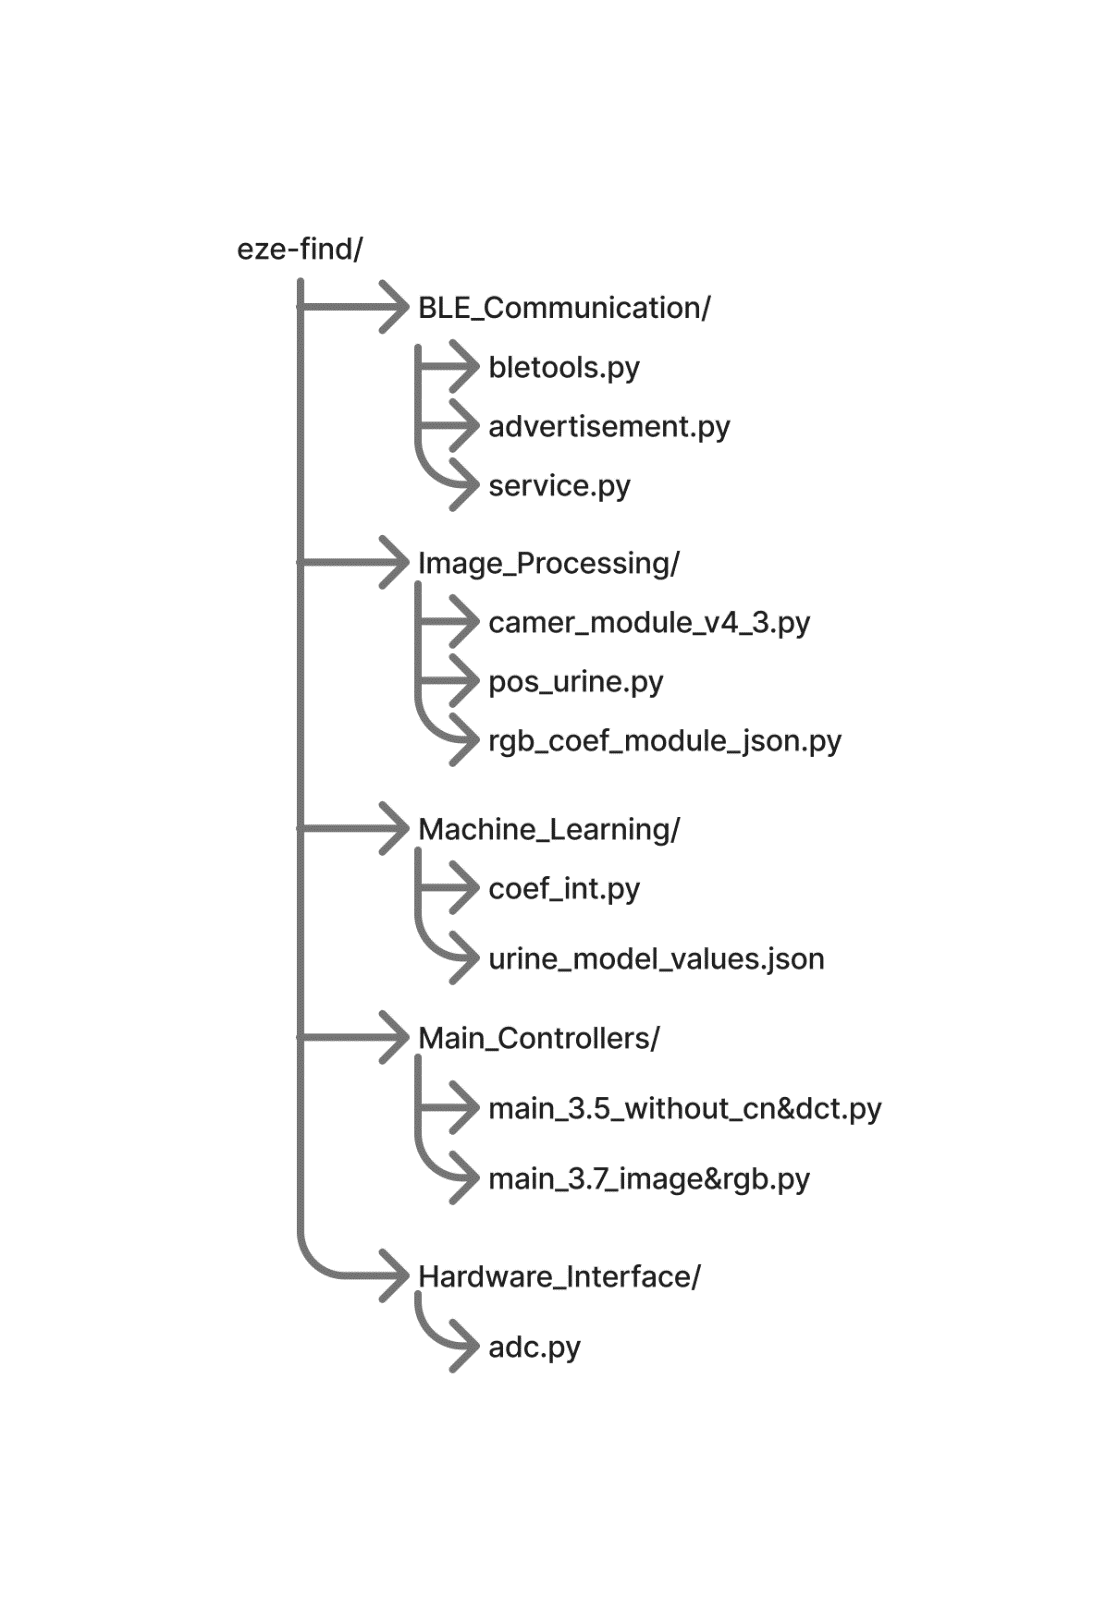 eze-find/
BLE_Communication/
bletools.py
advertisement.py
service.py
Image_Processing/
camer_module_v4_3.py
pos_urine.py
rgb_coef_module_json.py
Machine_Learning/
coef_int.py
urine_model_values.json
Main_Controllers/
main_3.5_without_cn&dct.py
main_3.7_image&rgb.py
Hardware_Interface/
adc.py